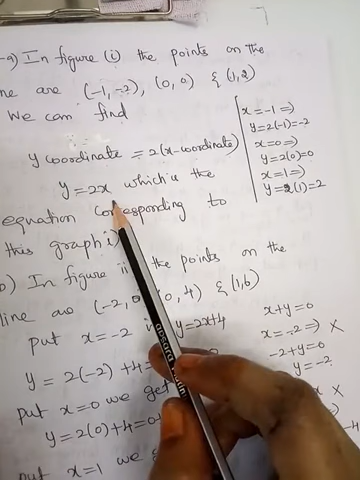 -a) In figure (i) the points on the
ne are (-1,-2), (0,0) & (1,2)
We can find
y coordinate = 2(x-coordinate)
y=2x which is the
equation corresponding to
this graph i)
x=-1 =)
y=2(-1)=-2
x=0 =)
y=2(0)=0
x=1 =)
y=2(1)=2
b) In figure ii the points on the
line are (-2, 0, 4) & (1,6)
put x=-2 y=2x+4
y=2(-2)+4=
put x=0 we get
y=2(0)+4=0+
put x=1 we
x+y=0
x=-2 =) X
-2+y=0
y=-2
apsara